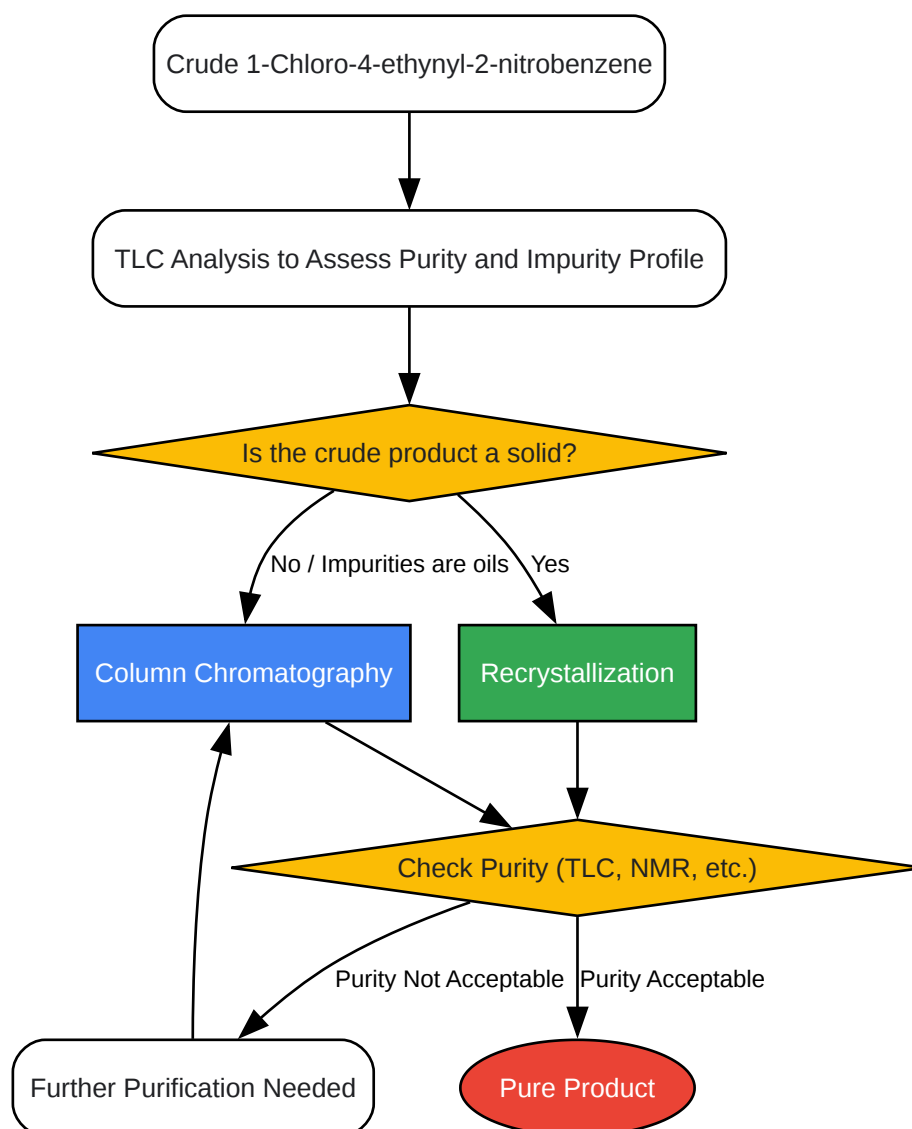 Crude 1-Chloro-4-ethynyl-2-nitrobenzene
TLC Analysis to Assess Purity and Impurity Profile
Is the crude product a solid?
No / Impurities are oils
Yes
Column Chromatography
Recrystallization
Check Purity (TLC, NMR, etc.)
Purity Not Acceptable
Purity Acceptable
Further Purification Needed
Pure Product